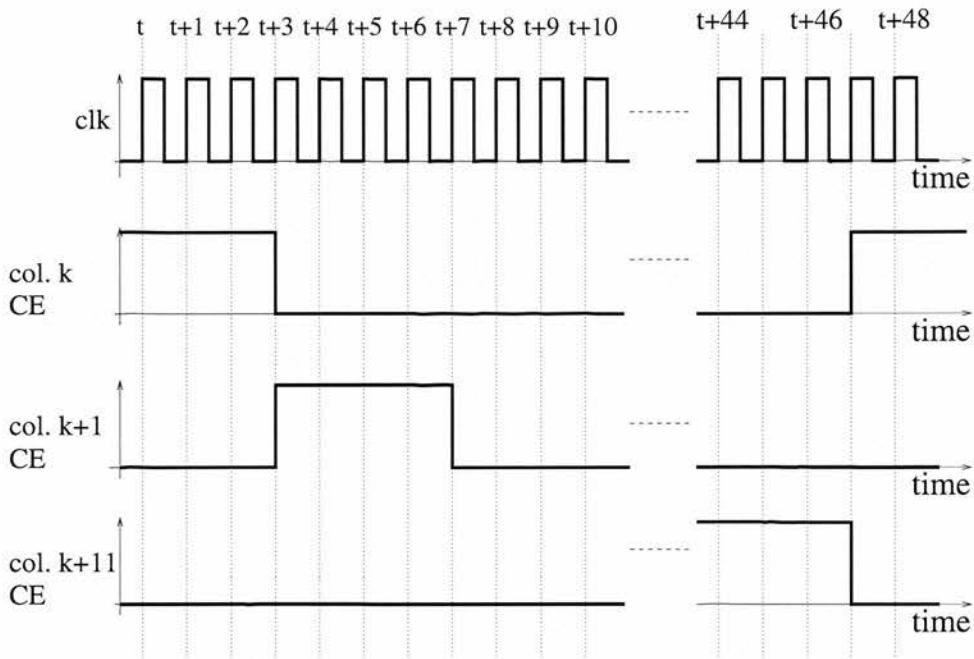 t t+1 t+2 t+3 t+4 t+5 t+6 t+7 t+8 t+9 t+10 t+44 t+46 t+48
clk
time
col. k
CE
time
col. k+1
CE
time
col. k+11
CE
time